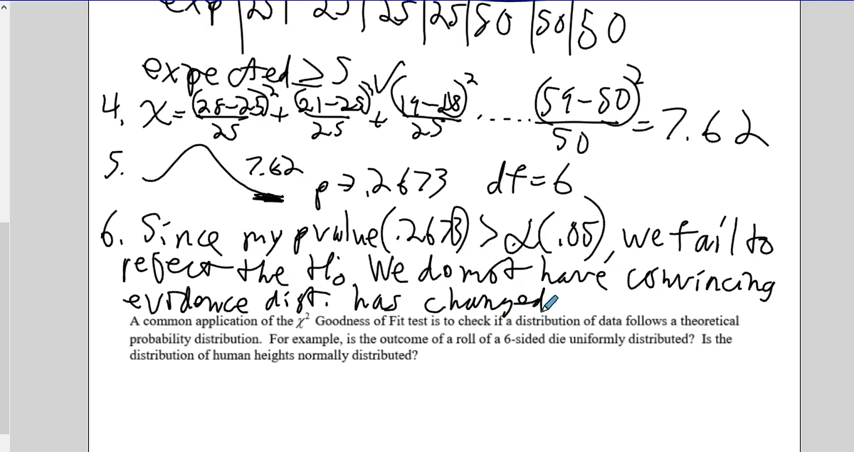 exp |25| 25 |25|25|50 |50|50
expected ≥ 5 ✓
4. χ = (28-25)²/25 + (21-25)²/25 + (19-25)²/25 ..... (59-50)²/50 = 7.62
5. 7.62 p→.2673 df=6
6. Since my pvalue(.2673) > α(.05), we fail to
reject the H₀. We do not have convincing
evidence dist. has changed
A common application of the χ² Goodness of Fit test is to check if a distribution of data follows a theoretical
probability distribution. For example, is the outcome of a roll of a 6-sided die uniformly distributed? Is the
distribution of human heights normally distributed?